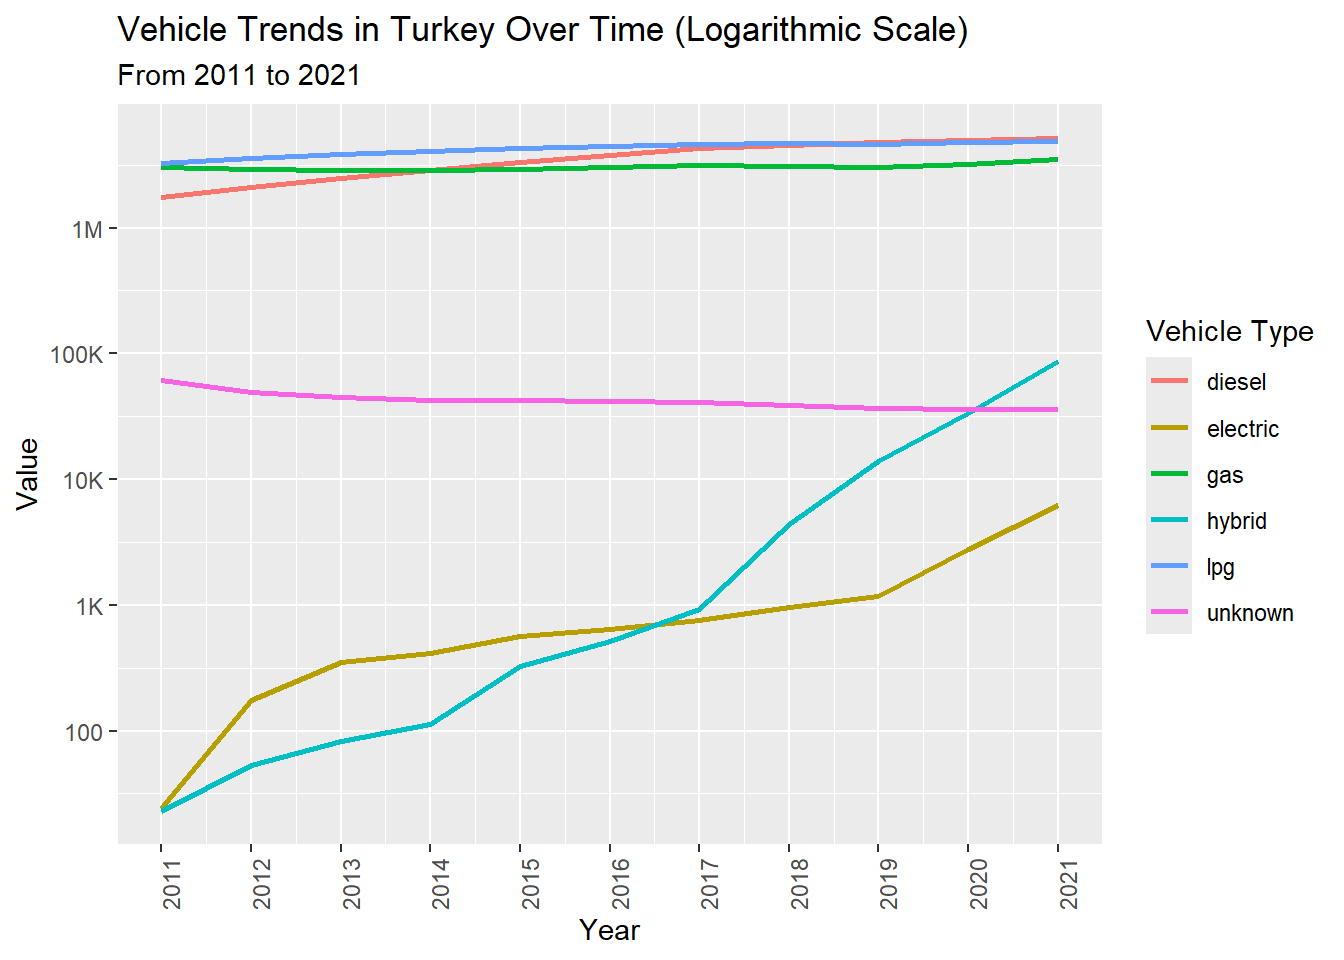 Vehicle Trends in Turkey Over Time (Logarithmic Scale)
From 2011 to 2021
Value
1M
100K
10K
1K
100
2011
2012
2013
2014
2015
2016
2017
2018
2019
2020
2021
Year
Vehicle Type
diesel
electric
gas
hybrid
lpg
unknown